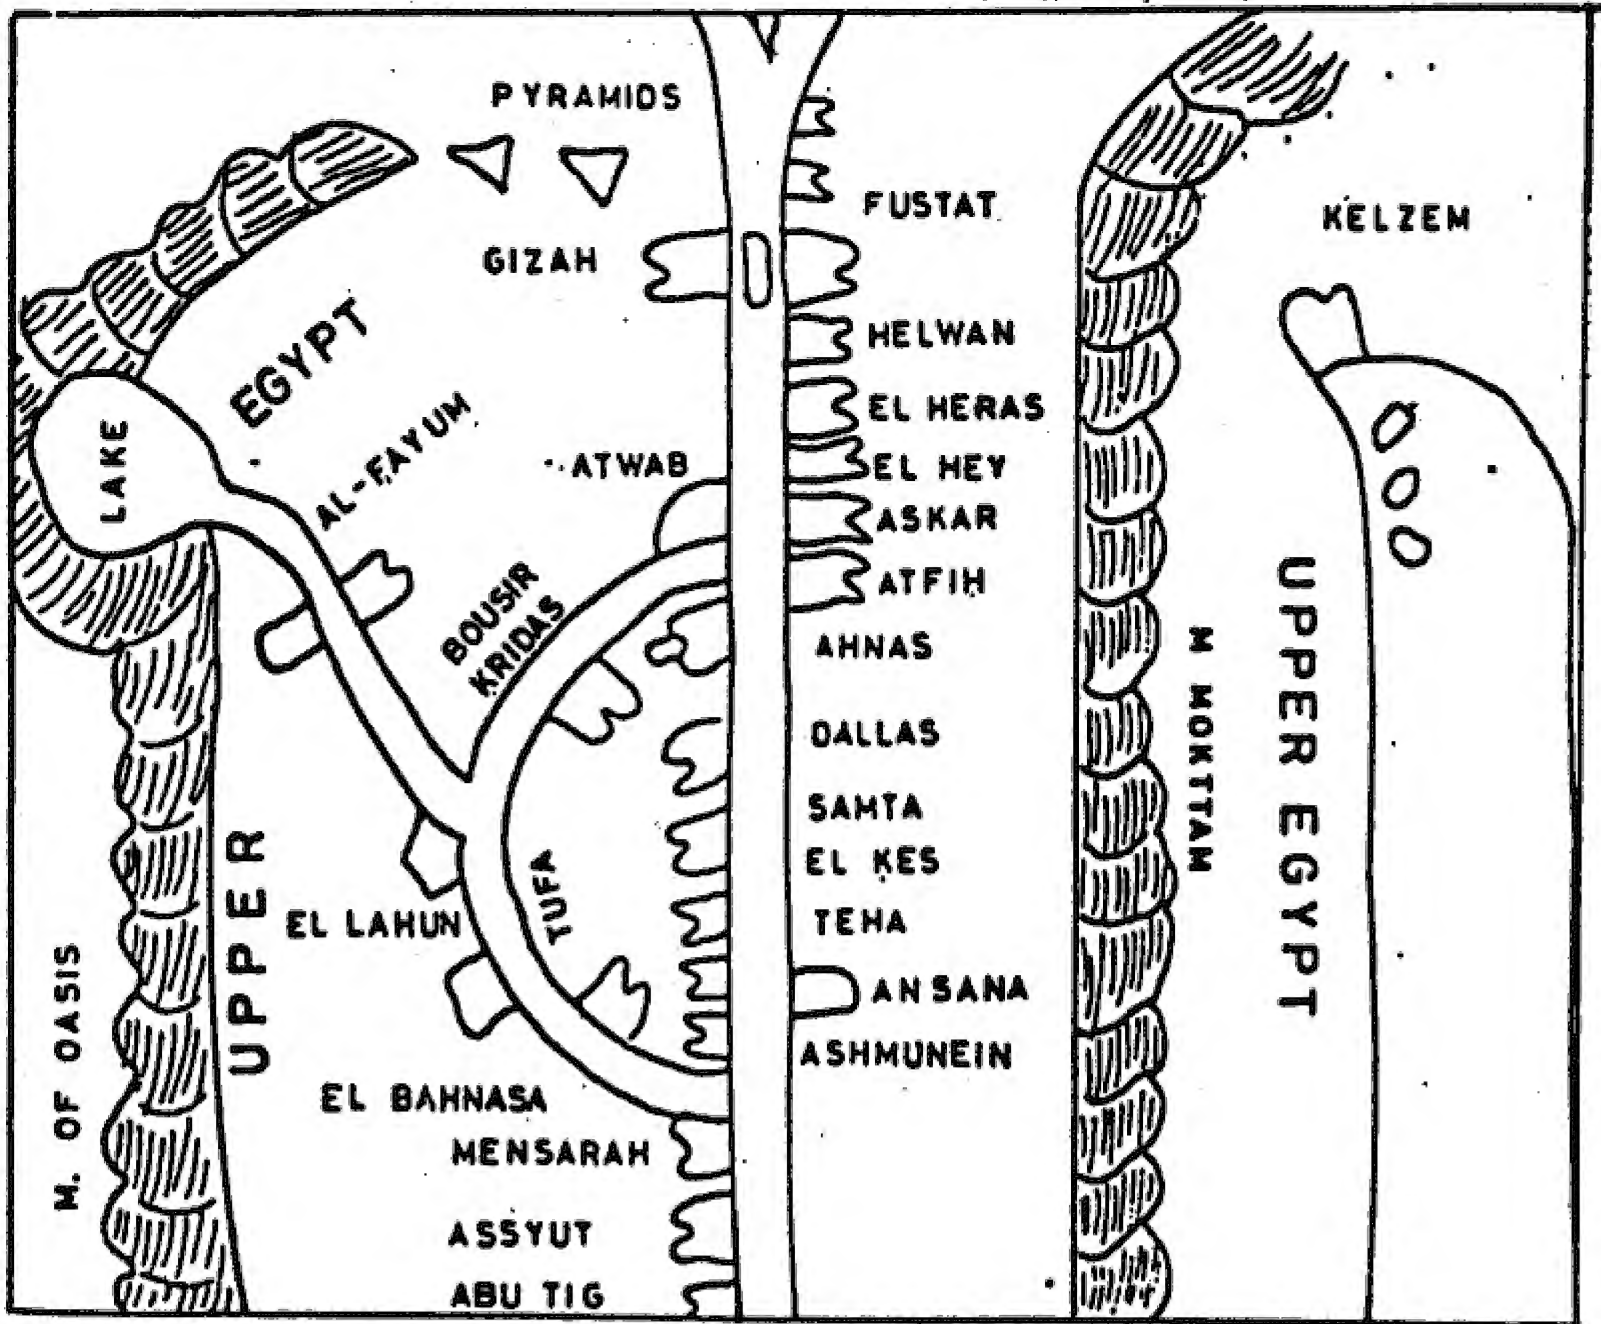 PYRAMIDS
FUSTAT
KELZEM
GIZAH
HELWAN
EGYPT
EL HERAS
AL-FAYUM
LAKE
ATWAB
EL HEY
ASKAR
ATFIH
BOUSIR
KRIDAS
AHNAS
M MOKTTAM
UPPER EGYPT
DALLAS
SAMTA
EL KES
TUFA
UPPER
EL LAHUN
TEHA
ANSANA
M. OF OASIS
ASHMUNEIN
EL BAHNASA
MENSARAH
ASSYUT
ABU TIG